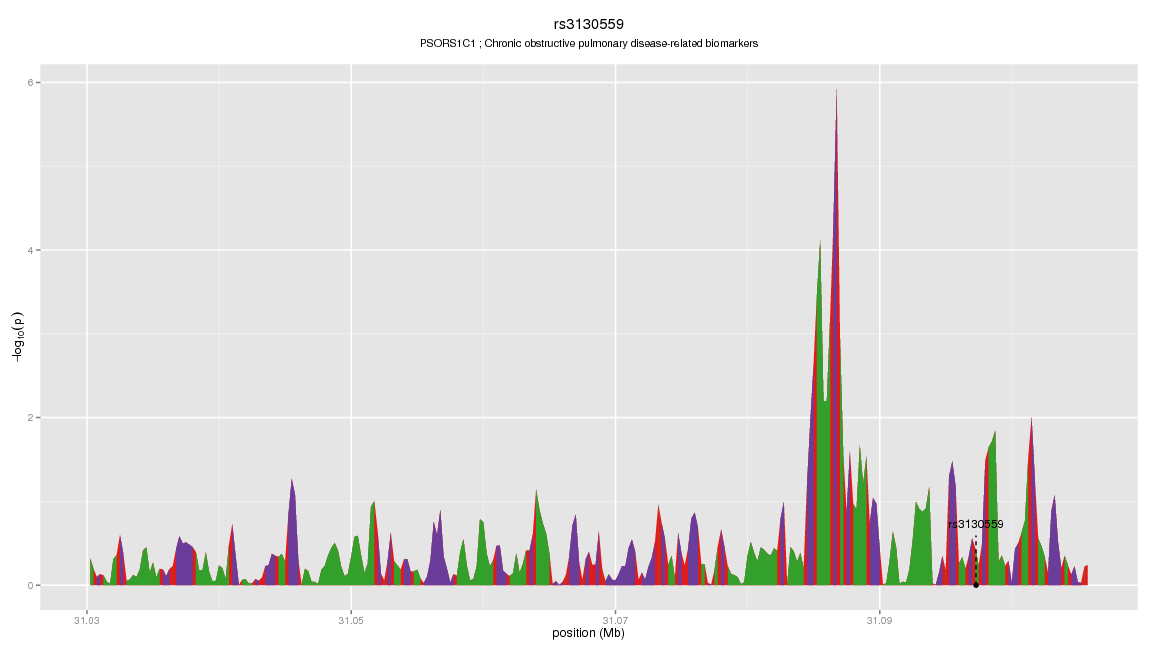 rs3130559
PSORS1C1 ; Chronic obstructive pulmonary disease-related biomarkers
6
4
2
0
−log₁₀(p)
rs3130559
31.03
31.05
31.07
31.09
position (Mb)